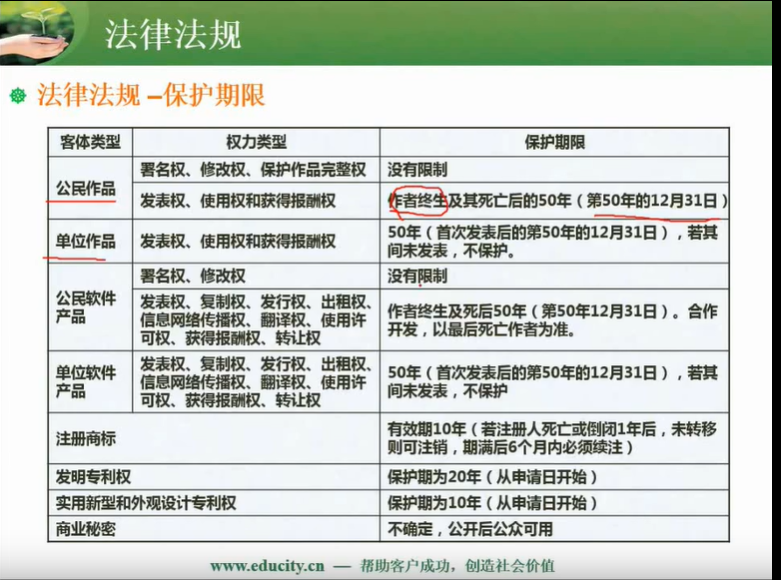 法律法规
法律法规 –保护期限
客体类型 权力类型 保护期限
公民作品 署名权、修改权、保护作品完整权 没有限制
发表权、使用权和获得报酬权 作者终生及其死亡后的50年（第50年的12月31日）
单位作品 发表权、使用权和获得报酬权 50年（首次发表后的第50年的12月31日），若其
间未发表，不保护。
公民软件
产品
署名权、修改权 没有限制
发表权、复制权、发行权、出租权、
信息网络传播权、翻译权、使用许
可权、获得报酬权、转让权
作者终生及死后50年（第50年12月31日）。合作
开发，以最后死亡作者为准。
单位软件
产品
发表权、复制权、发行权、出租权、
信息网络传播权、翻译权、使用许
可权、获得报酬权、转让权
50年（首次发表后的第50年的12月31日），若其
间未发表，不保护
注册商标 有效期10年（若注册人死亡或倒闭1年后，未转移
则可注销，期满后6个月内必须续注）
发明专利权 保护期为20年（从申请日开始）
实用新型和外观设计专利权 保护期为10年（从申请日开始）
商业秘密 不确定，公开后公众可用
www.educity.cn — 帮助客户成功，创造社会价值